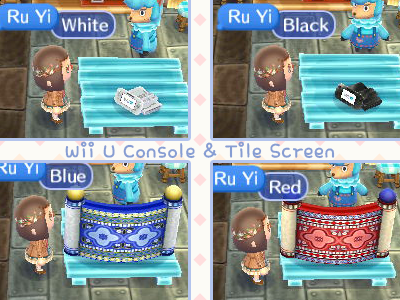 Ru Yi
White
Ru Yi
Black
Wii U Console & Tile Screen
Ru Yi
Blue
Ru Yi
Red